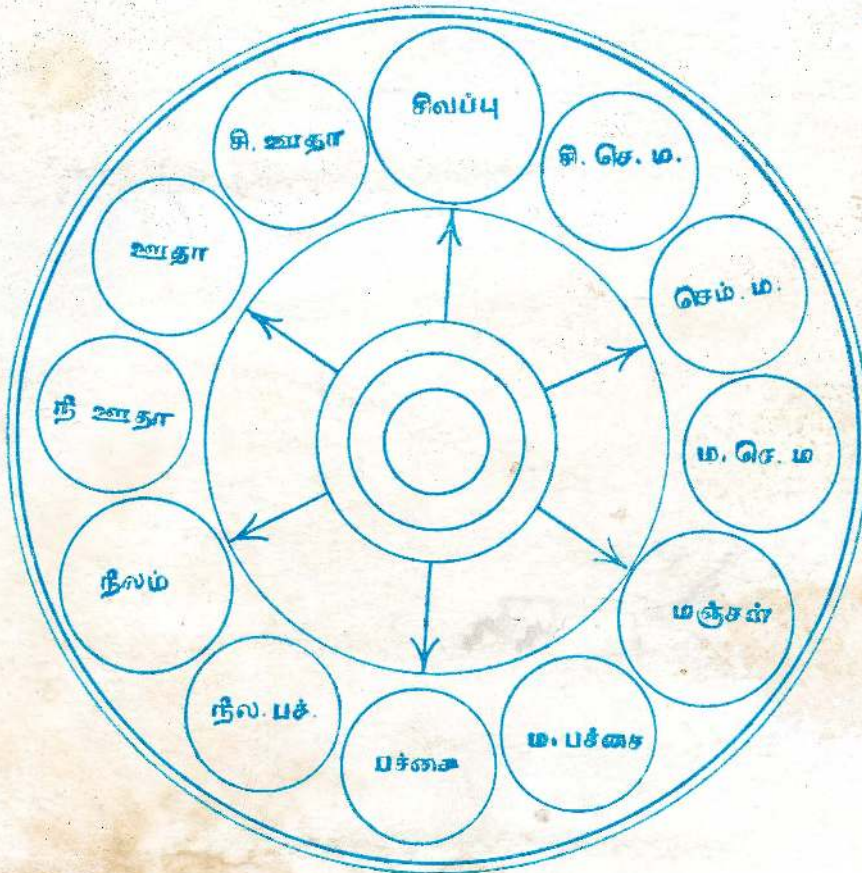 சிவப்பு
சி. செ. ம.
செம். ம.
ம. செ. ம
மஞ்சள்
ம. பச்சை
பச்சை
நீல. பச்.
நீலம்
நீ ஊதா
ஊதா
சி. ஊதா